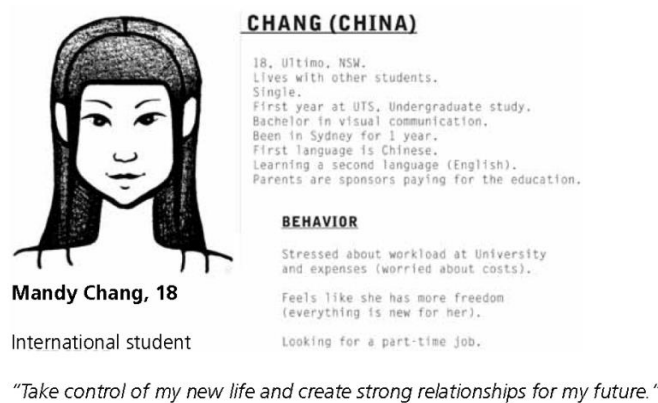 CHANG (CHINA)
18, Ultimo, NSW.
Lives with other students.
Single.
First year at UTS, Undergraduate study.
Bachelor in visual communication.
Been in Sydney for 1 year.
First language is Chinese.
Learning a second language (English).
Parents are sponsors paying for the education.
BEHAVIOR
Stressed about workload at University
and expenses (worried about costs).
Feels like she has more freedom
(everything is new for her).
Looking for a part-time job.
Mandy Chang, 18
International student
“Take control of my new life and create strong relationships for my future.”